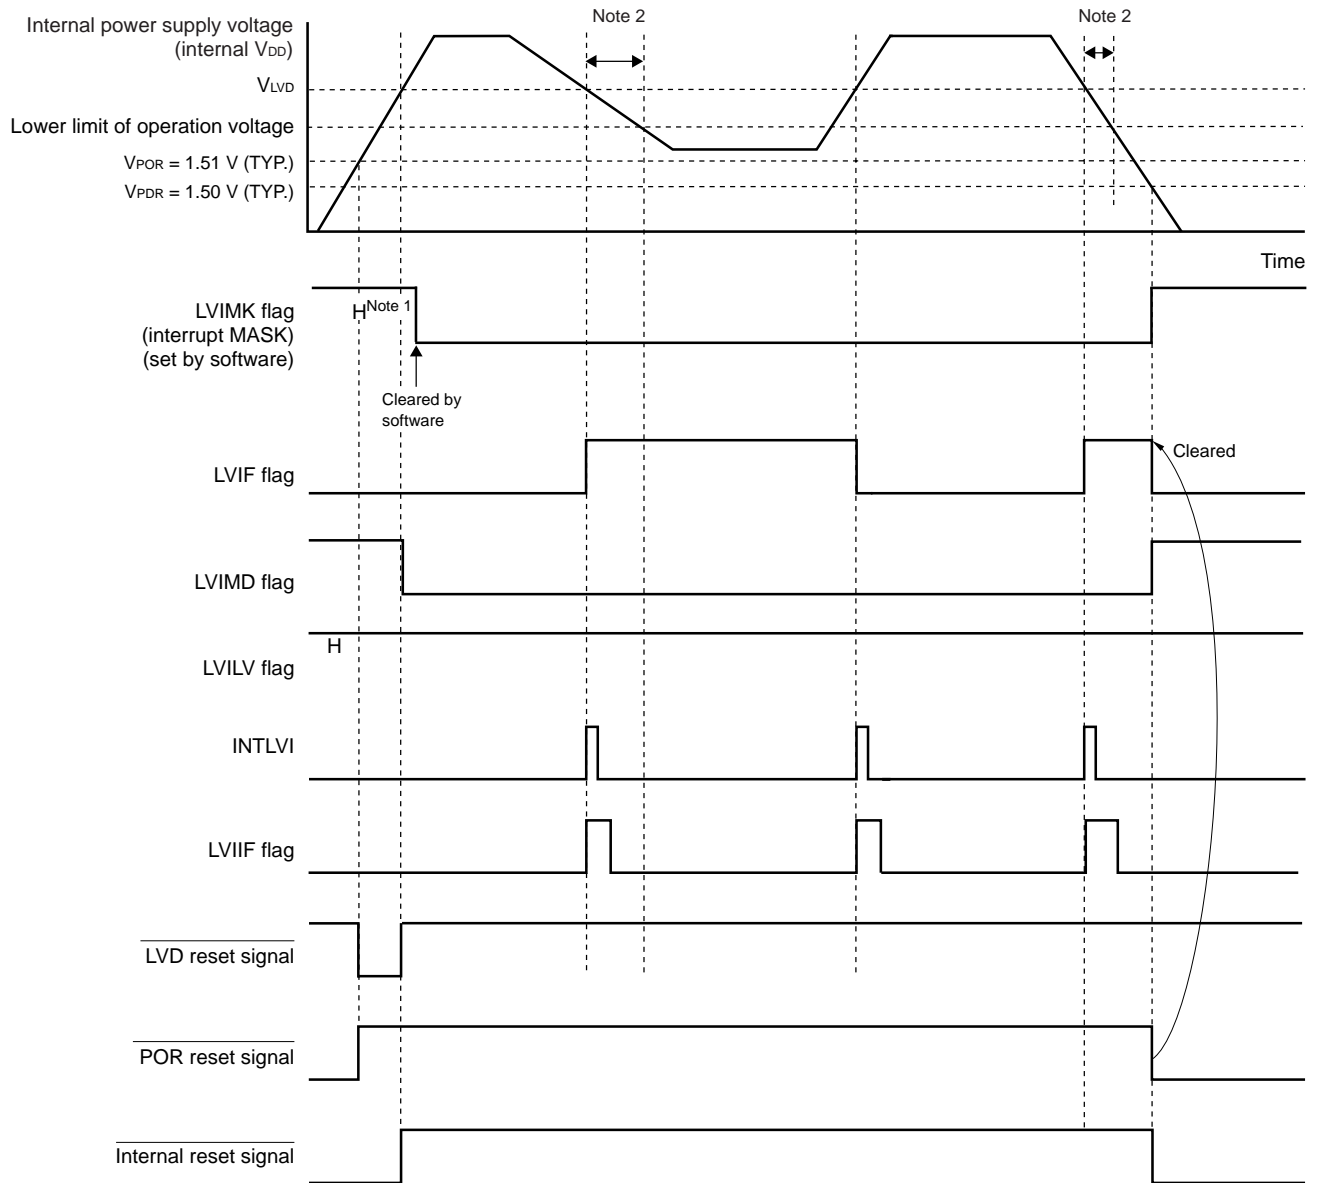 Note 2
Note 2
Internal power supply voltage
(internal VDD)
VLVD
Lower limit of operation voltage
VPOR = 1.51 V (TYP.)
VPDR = 1.50 V (TYP.)
Time
LVIMK flag
(interrupt MASK)
(set by software)
H Note 1
Cleared by
software
LVIF flag
Cleared
LVIMD flag
H
LVILV flag
INTLVI
LVIIF flag
LVD reset signal
POR reset signal
Internal reset signal